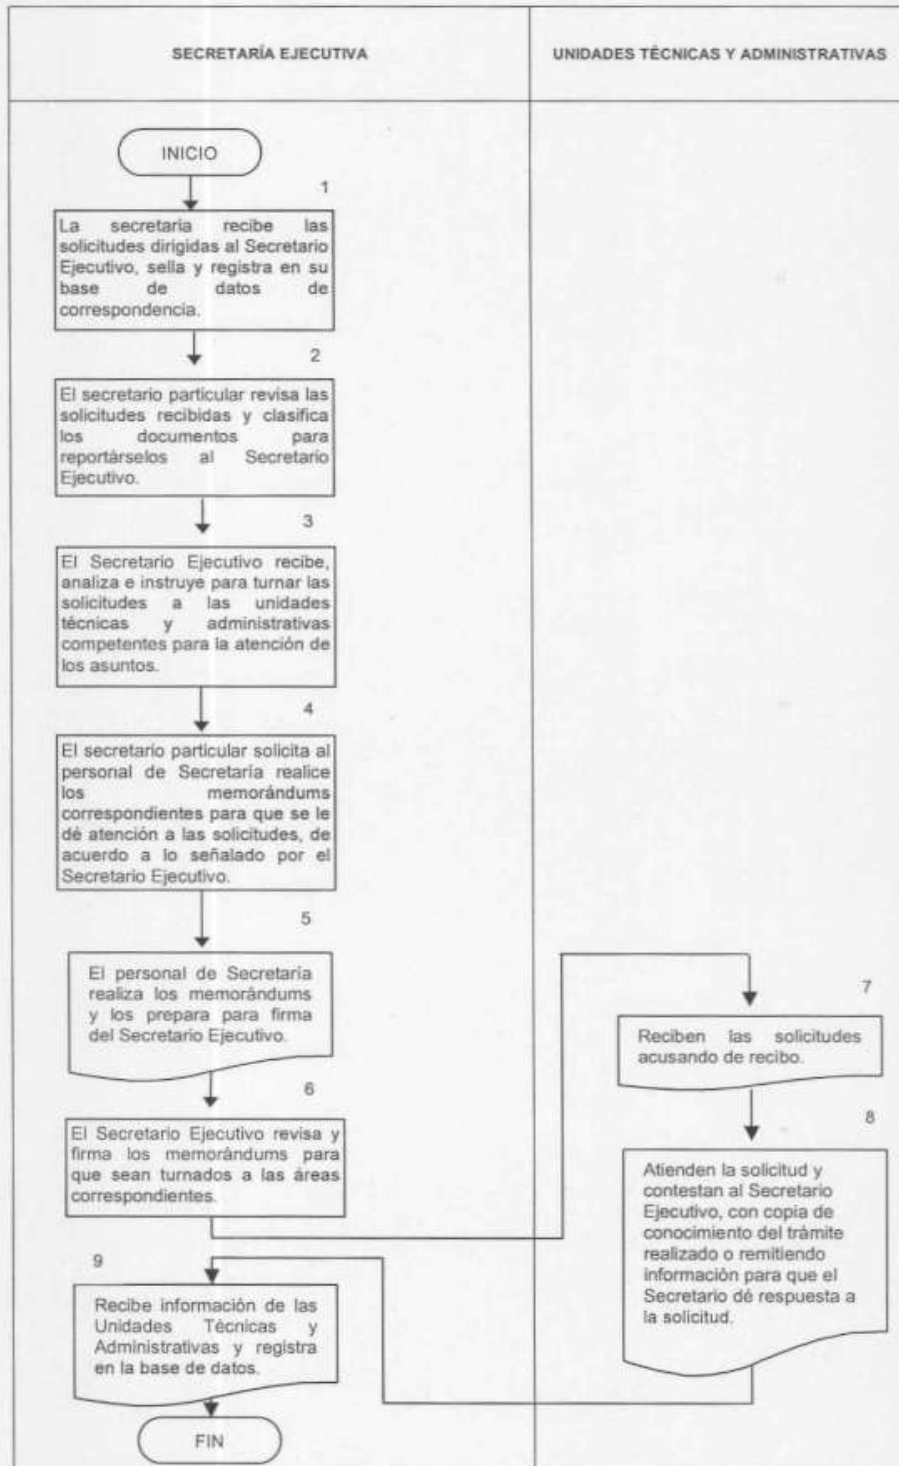 SECRETARÍA EJECUTIVA
UNIDADES TÉCNICAS Y ADMINISTRATIVAS
INICIO
1
La secretaria recibe las
solicitudes dirigidas al Secretario
Ejecutivo, sella y registra en su
base de datos de
correspondencia.
2
El secretario particular revisa las
solicitudes recibidas y clasifica
los documentos para
reportárselos al Secretario
Ejecutivo.
3
El Secretario Ejecutivo recibe,
analiza e instruye para turnar las
solicitudes a las unidades
técnicas y administrativas
competentes para la atención de
los asuntos.
4
El secretario particular solicita al
personal de Secretaría realice
los memorándums
correspondientes para que se le
dé atención a las solicitudes, de
acuerdo a lo señalado por el
Secretario Ejecutivo.
5
El personal de Secretaría
realiza los memorándums
y los prepara para firma
del Secretario Ejecutivo.
6
El Secretario Ejecutivo revisa y
firma los memorándums para
que sean turnados a las áreas
correspondientes.
7
Reciben las solicitudes
acusando de recibo.
8
Atienden la solicitud y
contestan al Secretario
Ejecutivo, con copia de
conocimiento del trámite
realizado o remitiendo
información para que el
Secretario dé respuesta a
la solicitud.
9
Recibe información de las
Unidades Técnicas y
Administrativas y registra
en la base de datos.
FIN